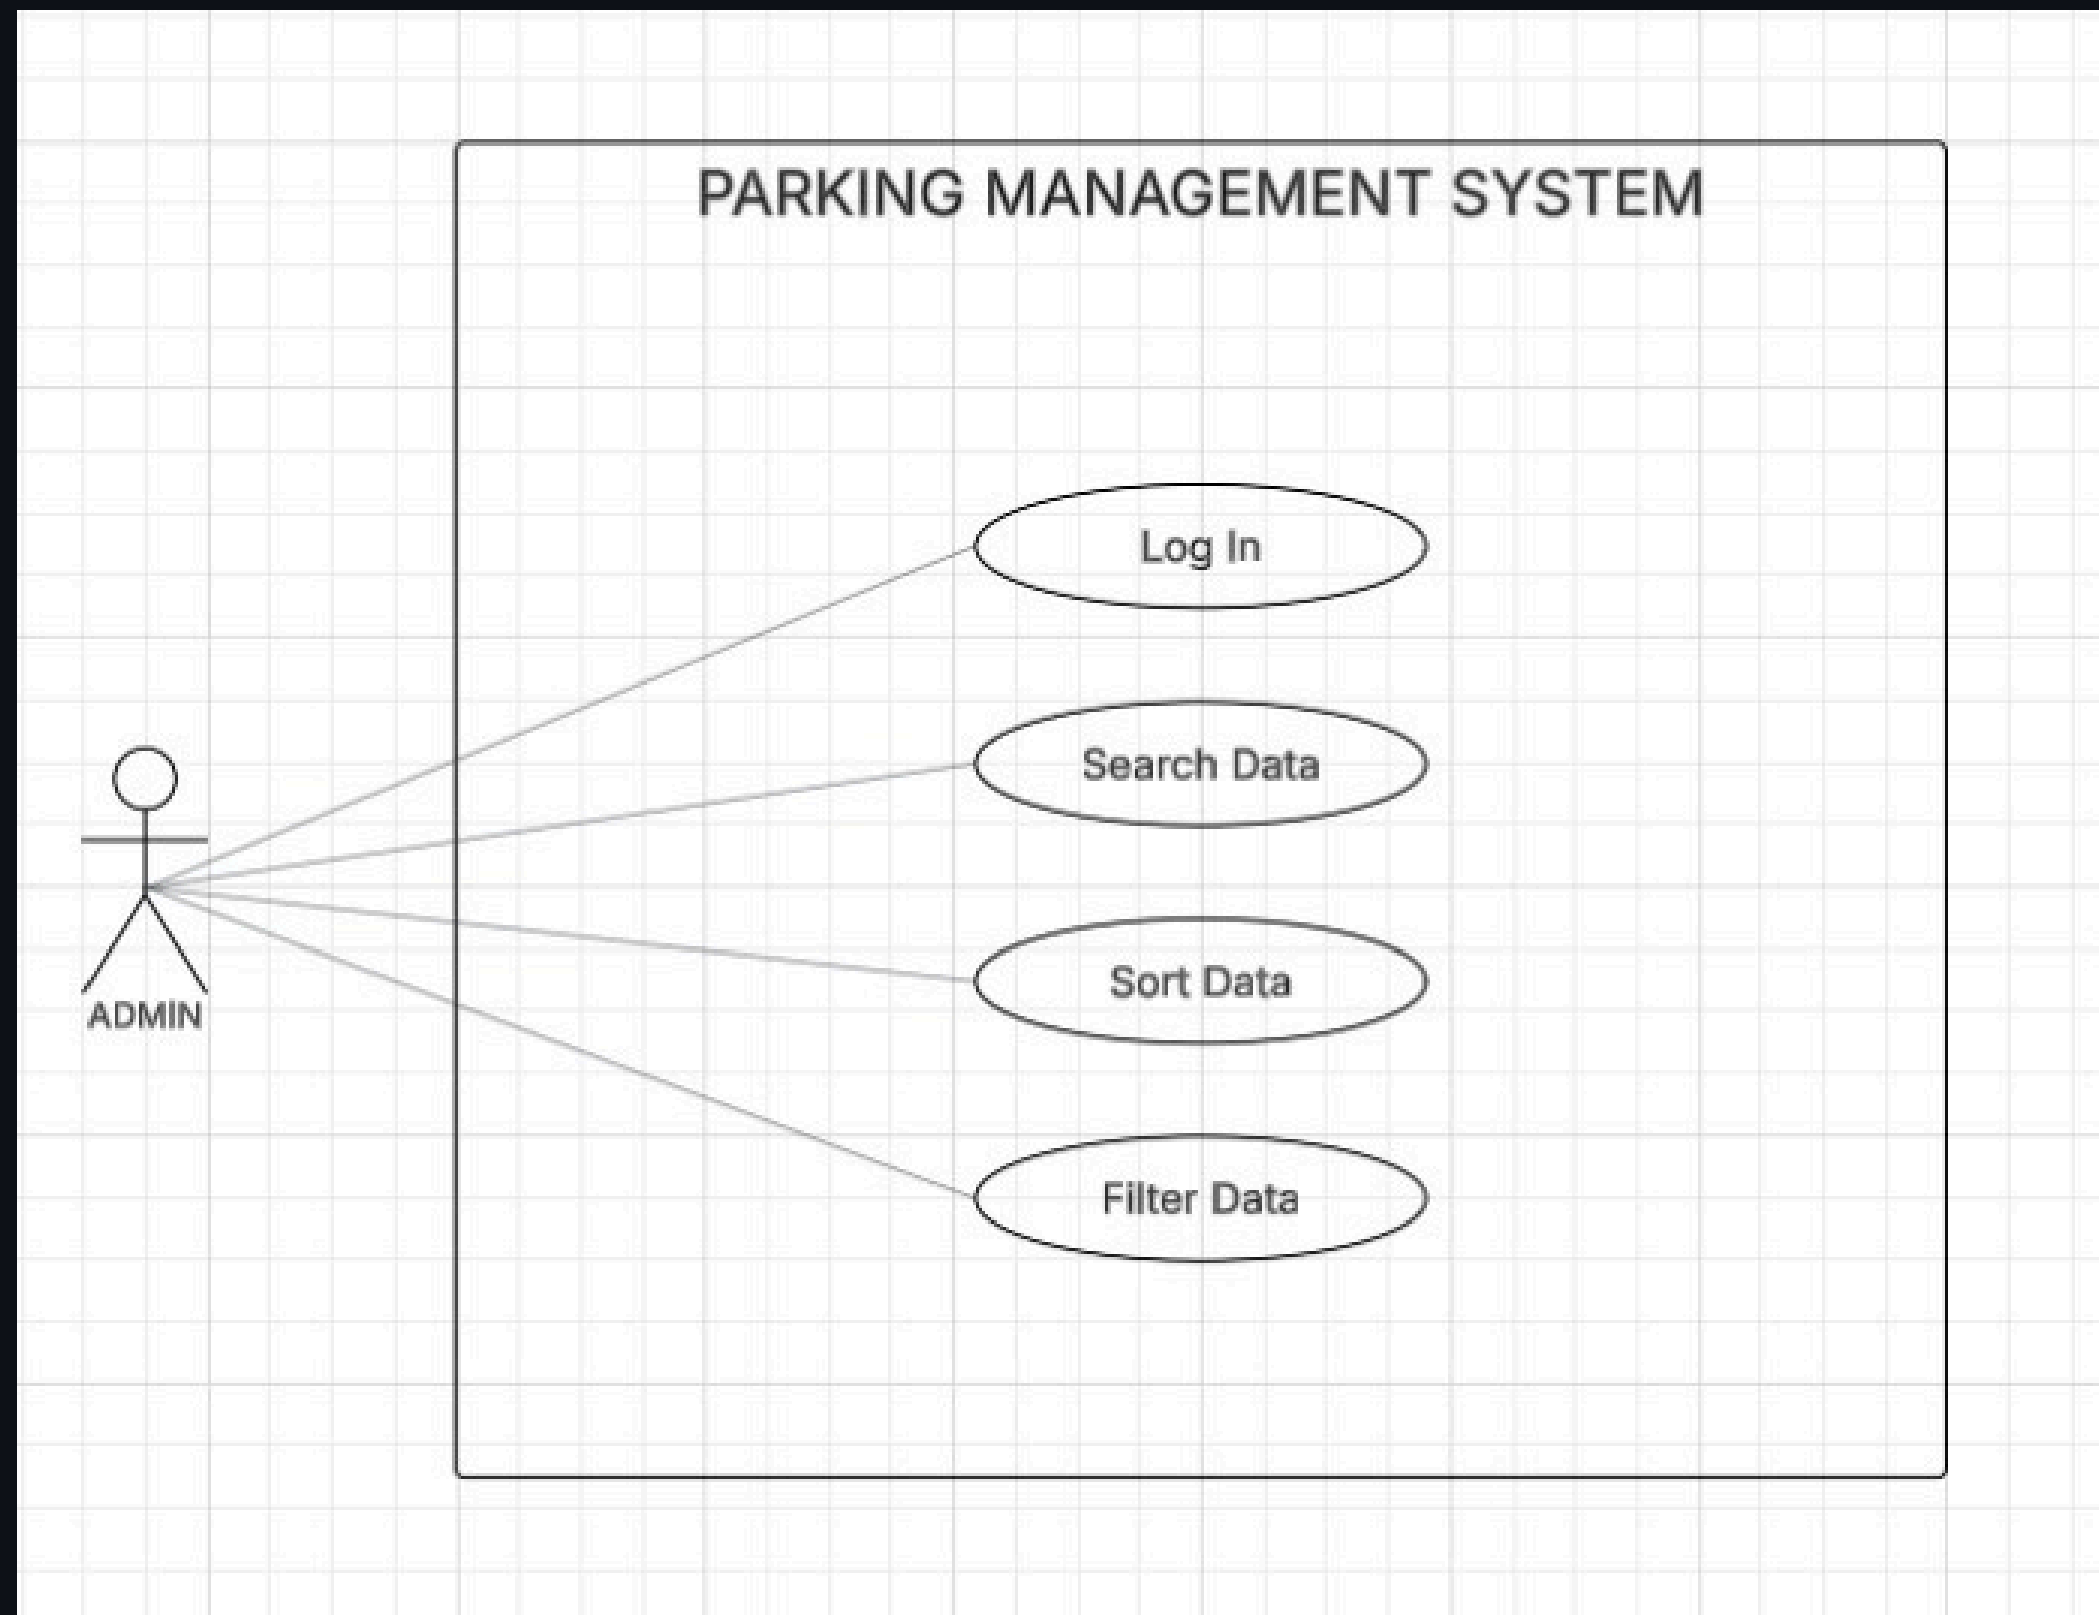 PARKING MANAGEMENT SYSTEM
Log In
Search Data
Sort Data
Filter Data
ADMIN